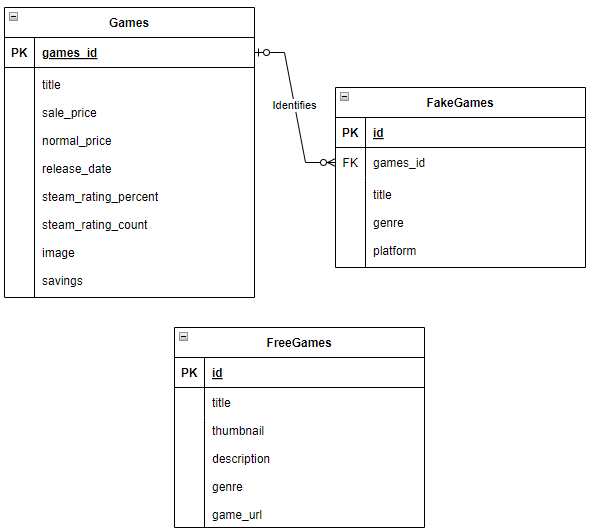 Games
PK games_id
title
sale_price
normal_price
release_date
steam_rating_percent
steam_rating_count
image
savings
Identifies
FakeGames
PK id
FK games_id
title
genre
platform
FreeGames
PK id
title
thumbnail
description
genre
game_url